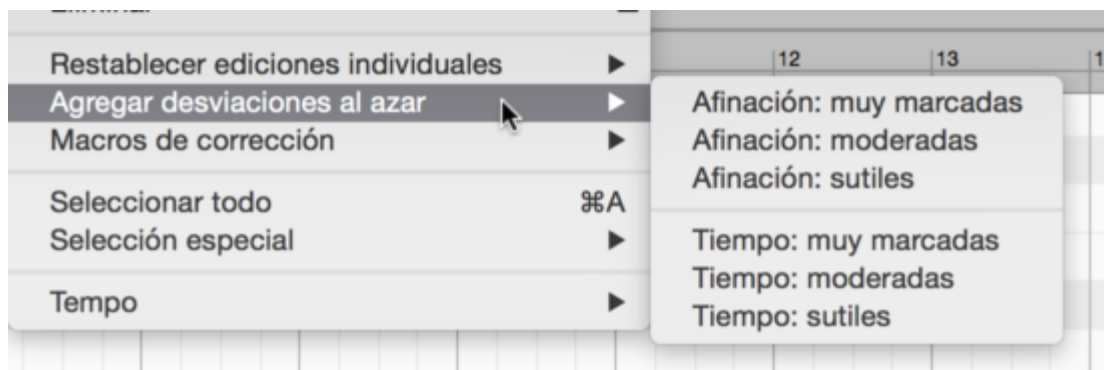 12
13
Restablecer ediciones individuales
Agregar desviaciones al azar
Macros de corrección
Seleccionar todo ⌘A
Selección especial
Tempo
Afinación: muy marcadas
Afinación: moderadas
Afinación: sutiles
Tiempo: muy marcadas
Tiempo: moderadas
Tiempo: sutiles